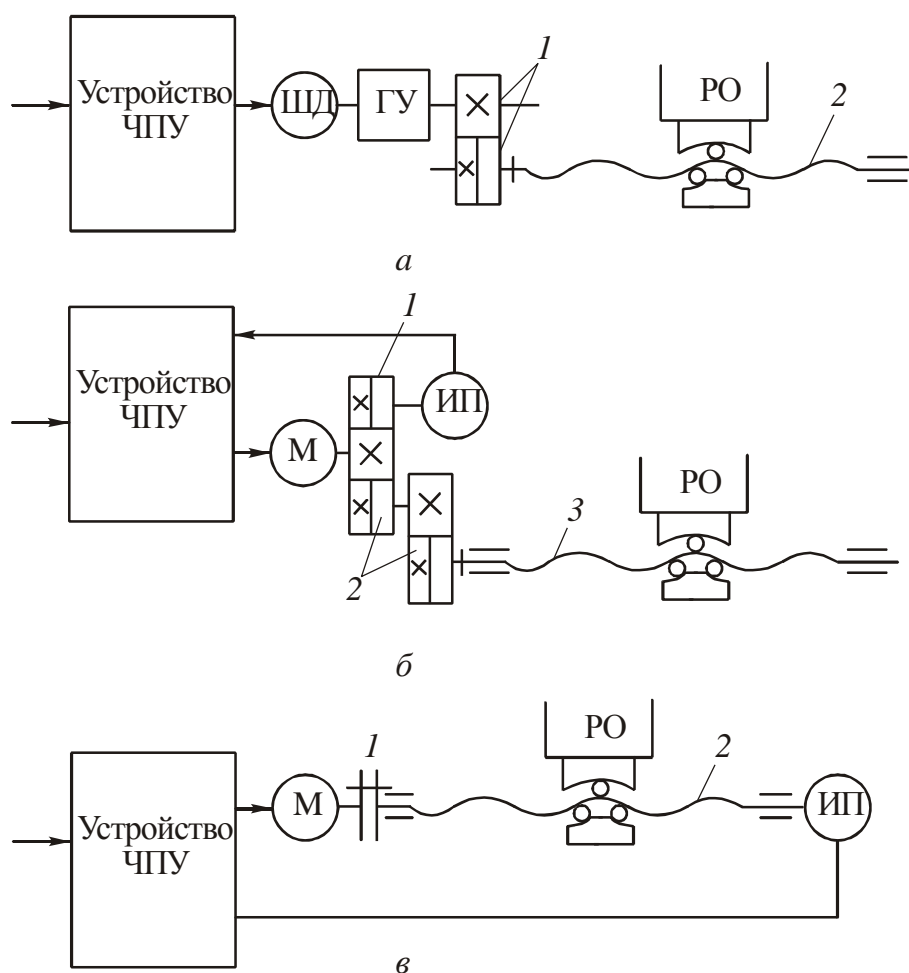 Устройство
ЧПУ
ШД
ГУ
1
РО
2
а
Устройство
ЧПУ
М
1
ИП
2
3
РО
б
Устройство
ЧПУ
М
1
РО
2
ИП
в